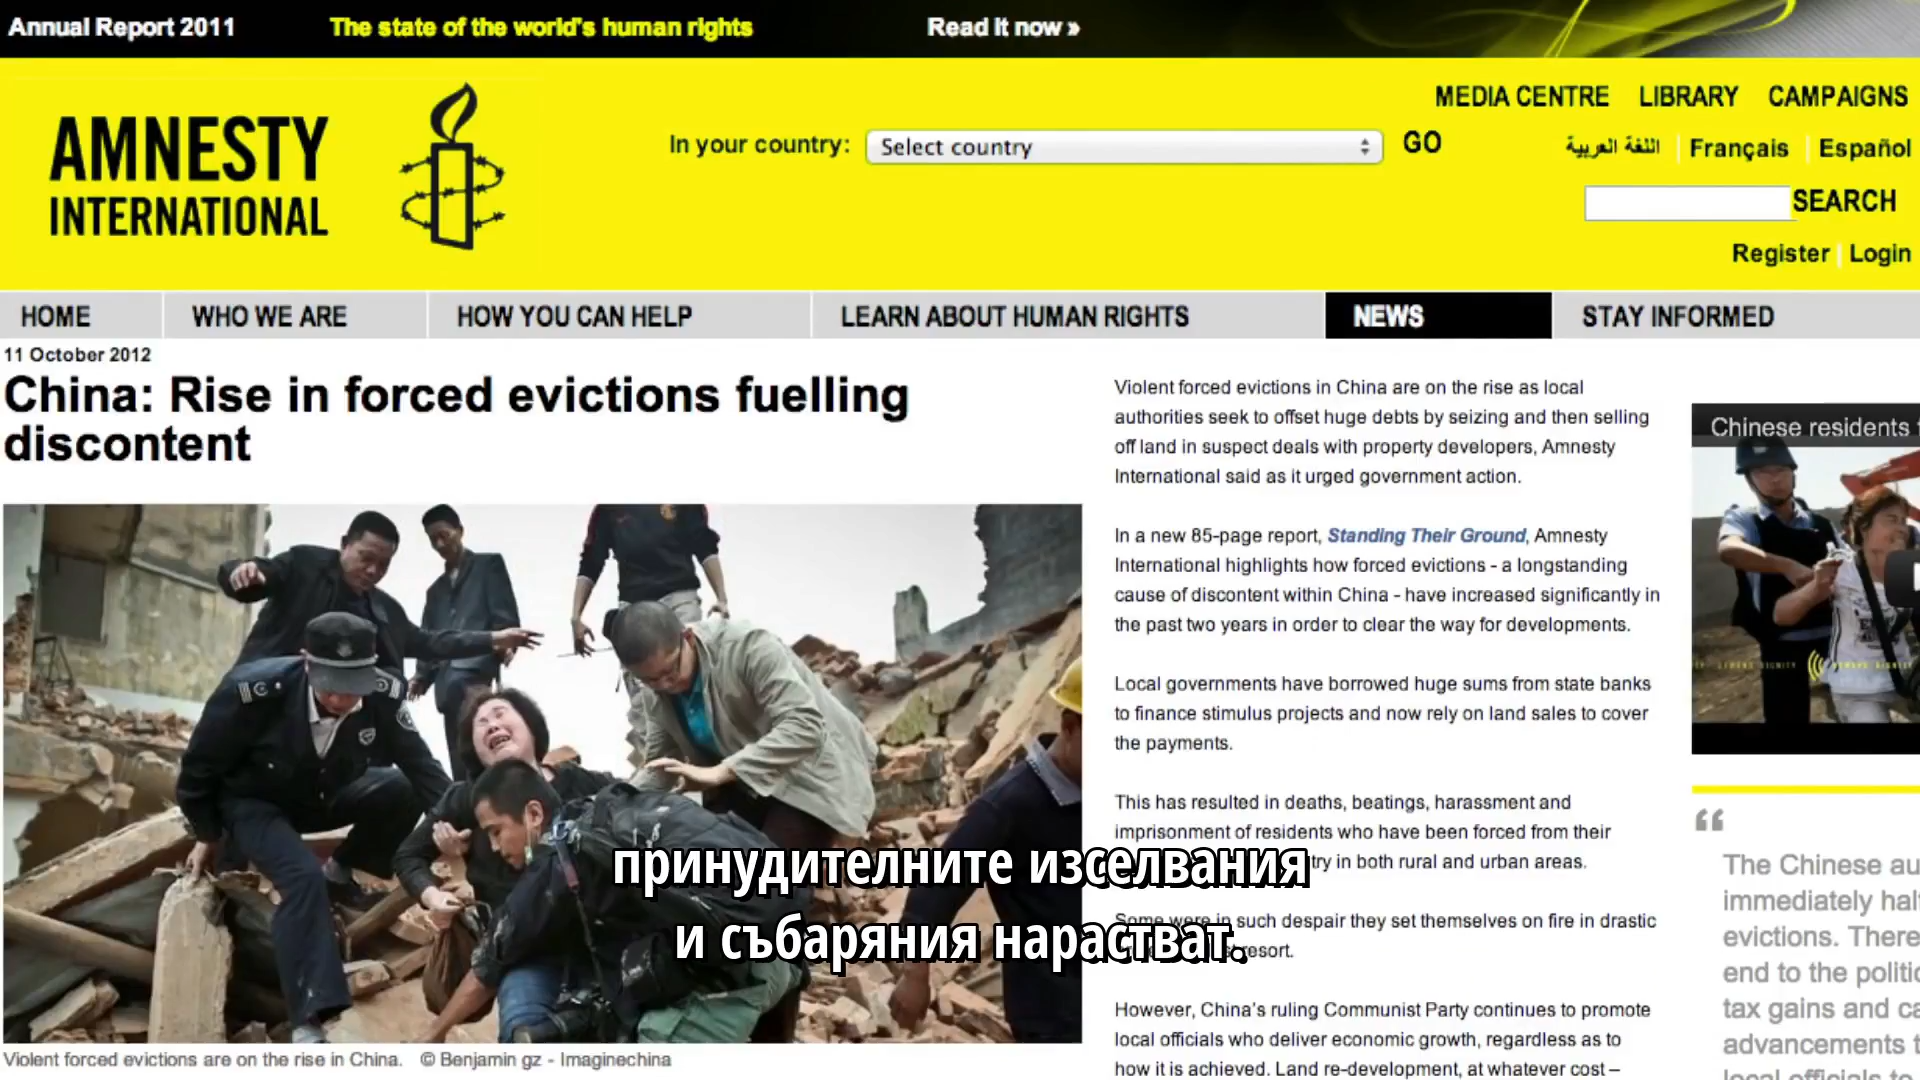 Annual Report 2011
The state of the world's human rights
Read it now »
AMNESTY
INTERNATIONAL
In your country:
Select country
GO
MEDIA CENTRE
LIBRARY
CAMPAIGNS
اللغة العربية
Français
Español
SEARCH
Register
Login
HOME
WHO WE ARE
HOW YOU CAN HELP
LEARN ABOUT HUMAN RIGHTS
NEWS
STAY INFORMED
11 October 2012
China: Rise in forced evictions fuelling
discontent
Violent forced evictions are on the rise in China. © Benjamin gz - Imaginechina
Violent forced evictions in China are on the rise as local
authorities seek to offset huge debts by seizing and then selling
off land in suspect deals with property developers, Amnesty
International said as it urged government action.
In a new 85-page report, Standing Their Ground, Amnesty
International highlights how forced evictions - a longstanding
cause of discontent within China - have increased significantly in
the past two years in order to clear the way for developments.
Local governments have borrowed huge sums from state banks
to finance stimulus projects and now rely on land sales to cover
the payments.
This has resulted in deaths, beatings, harassment and
imprisonment of residents who have been forced from their
in both rural and urban areas.
Some were in such despair they set themselves on fire in drastic
resort.
However, China's ruling Communist Party continues to promote
local officials who deliver economic growth, regardless as to
how it is achieved. Land re-development, at whatever cost –
Chinese residents
“
The Chinese
immediately
evictions. There
end to the
tax gains and
advancements
принудителните изселвания
и събаряния нарастват.